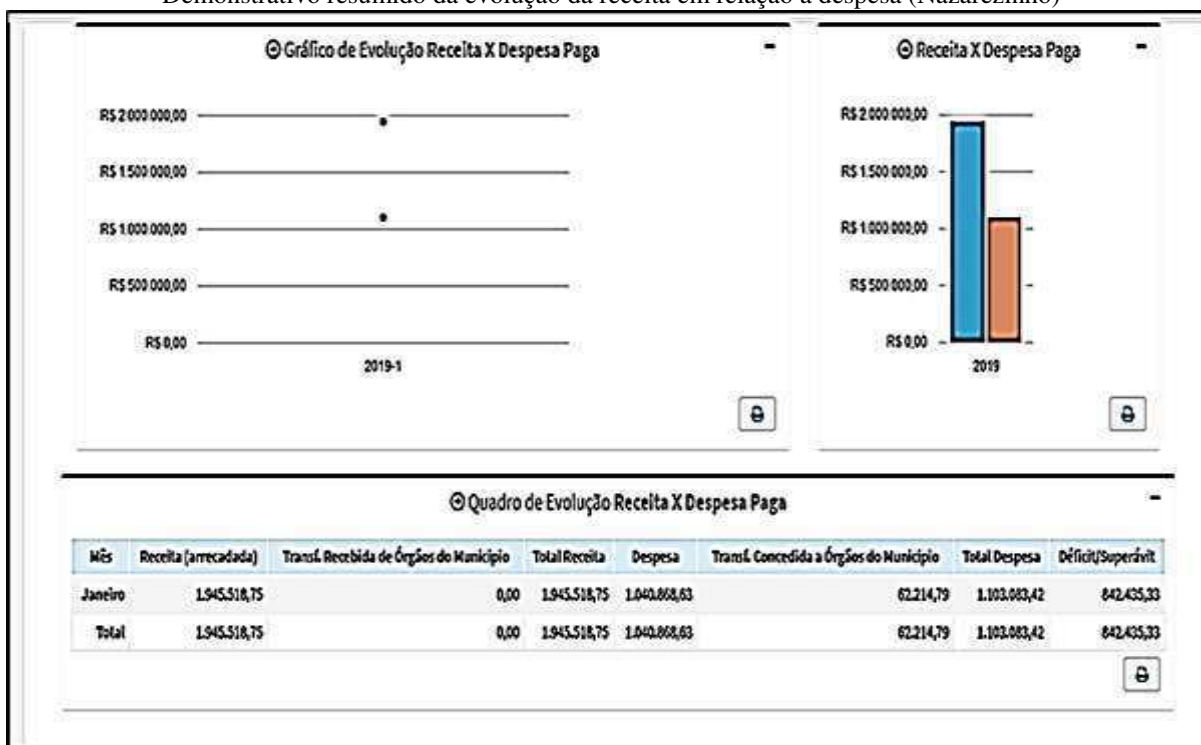 Demonstrativo resumido da evolução da receita em relação à despesa (Nazarezinho)
Gráfico de Evolução Receita X Despesa Paga
R$ 2 000 000,00
R$ 1 500 000,00
R$ 1 000 000,00
R$ 500 000,00
R$ 0,00
2019-1
Receita X Despesa Paga
R$ 2 000 000,00
R$ 1 500 000,00
R$ 1 000 000,00
R$ 500 000,00
R$ 0,00
2019
Quadro de Evolução Receita X Despesa Paga
Mês Receita (arrecadada) Transf. Recebida de Órgãos do Município Total Receita Despesa Transf. Concedida a Órgãos do Município Total Despesa Déficit/Superávit
Janeiro 1.945.518,75 0,00 1.945.518,75 1.040.868,63 62.214,79 1.103.083,42 842.435,33
Total 1.945.518,75 0,00 1.945.518,75 1.040.868,63 62.214,79 1.103.083,42 842.435,33